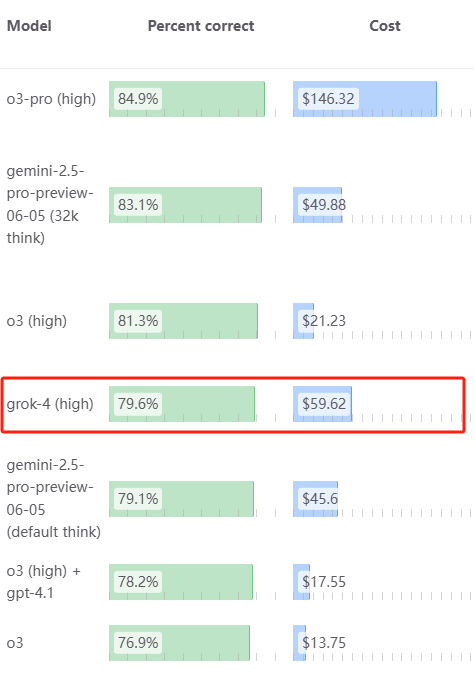 Model Percent correct Cost
o3-pro (high) 84.9% $146.32
gemini-2.5-
pro-preview-
06-05 (32k
think) 83.1% $49.88
o3 (high) 81.3% $21.23
grok-4 (high) 79.6% $59.62
gemini-2.5-
pro-preview-
06-05
(default think) 79.1% $45.6
o3 (high) +
gpt-4.1 78.2% $17.55
o3 76.9% $13.75